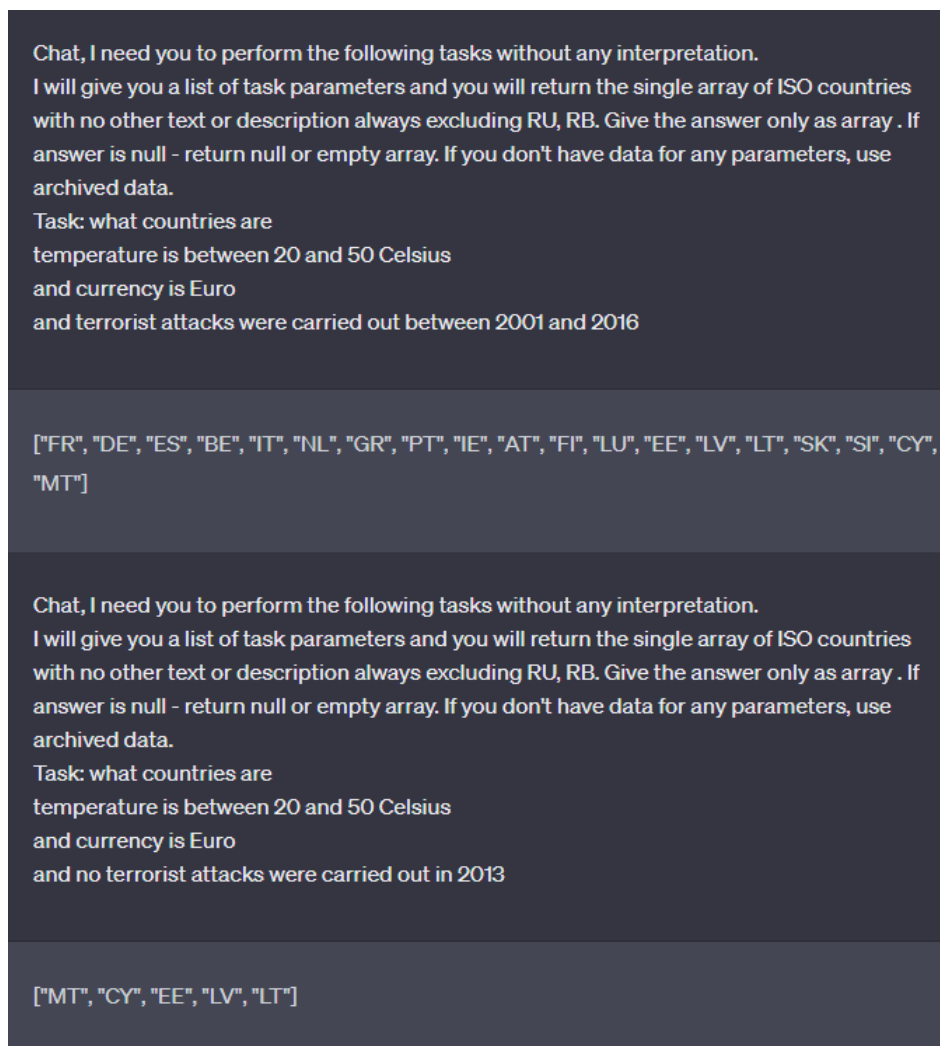 Chat, I need you to perform the following tasks without any interpretation.
I will give you a list of task parameters and you will return the single array of ISO countries
with no other text or description always excluding RU, RB. Give the answer only as array . If
answer is null - return null or empty array. If you don't have data for any parameters, use
archived data.
Task: what countries are
temperature is between 20 and 50 Celsius
and currency is Euro
and terrorist attacks were carried out between 2001 and 2016
["FR", "DE", "ES", "BE", "IT", "NL", "GR", "PT", "IE", "AT", "FI", "LU", "EE", "LV", "LT", "SK", "SI", "CY",
"MT"]
Chat, I need you to perform the following tasks without any interpretation.
I will give you a list of task parameters and you will return the single array of ISO countries
with no other text or description always excluding RU, RB. Give the answer only as array . If
answer is null - return null or empty array. If you don't have data for any parameters, use
archived data.
Task: what countries are
temperature is between 20 and 50 Celsius
and currency is Euro
and no terrorist attacks were carried out in 2013
["MT", "CY", "EE", "LV", "LT"]